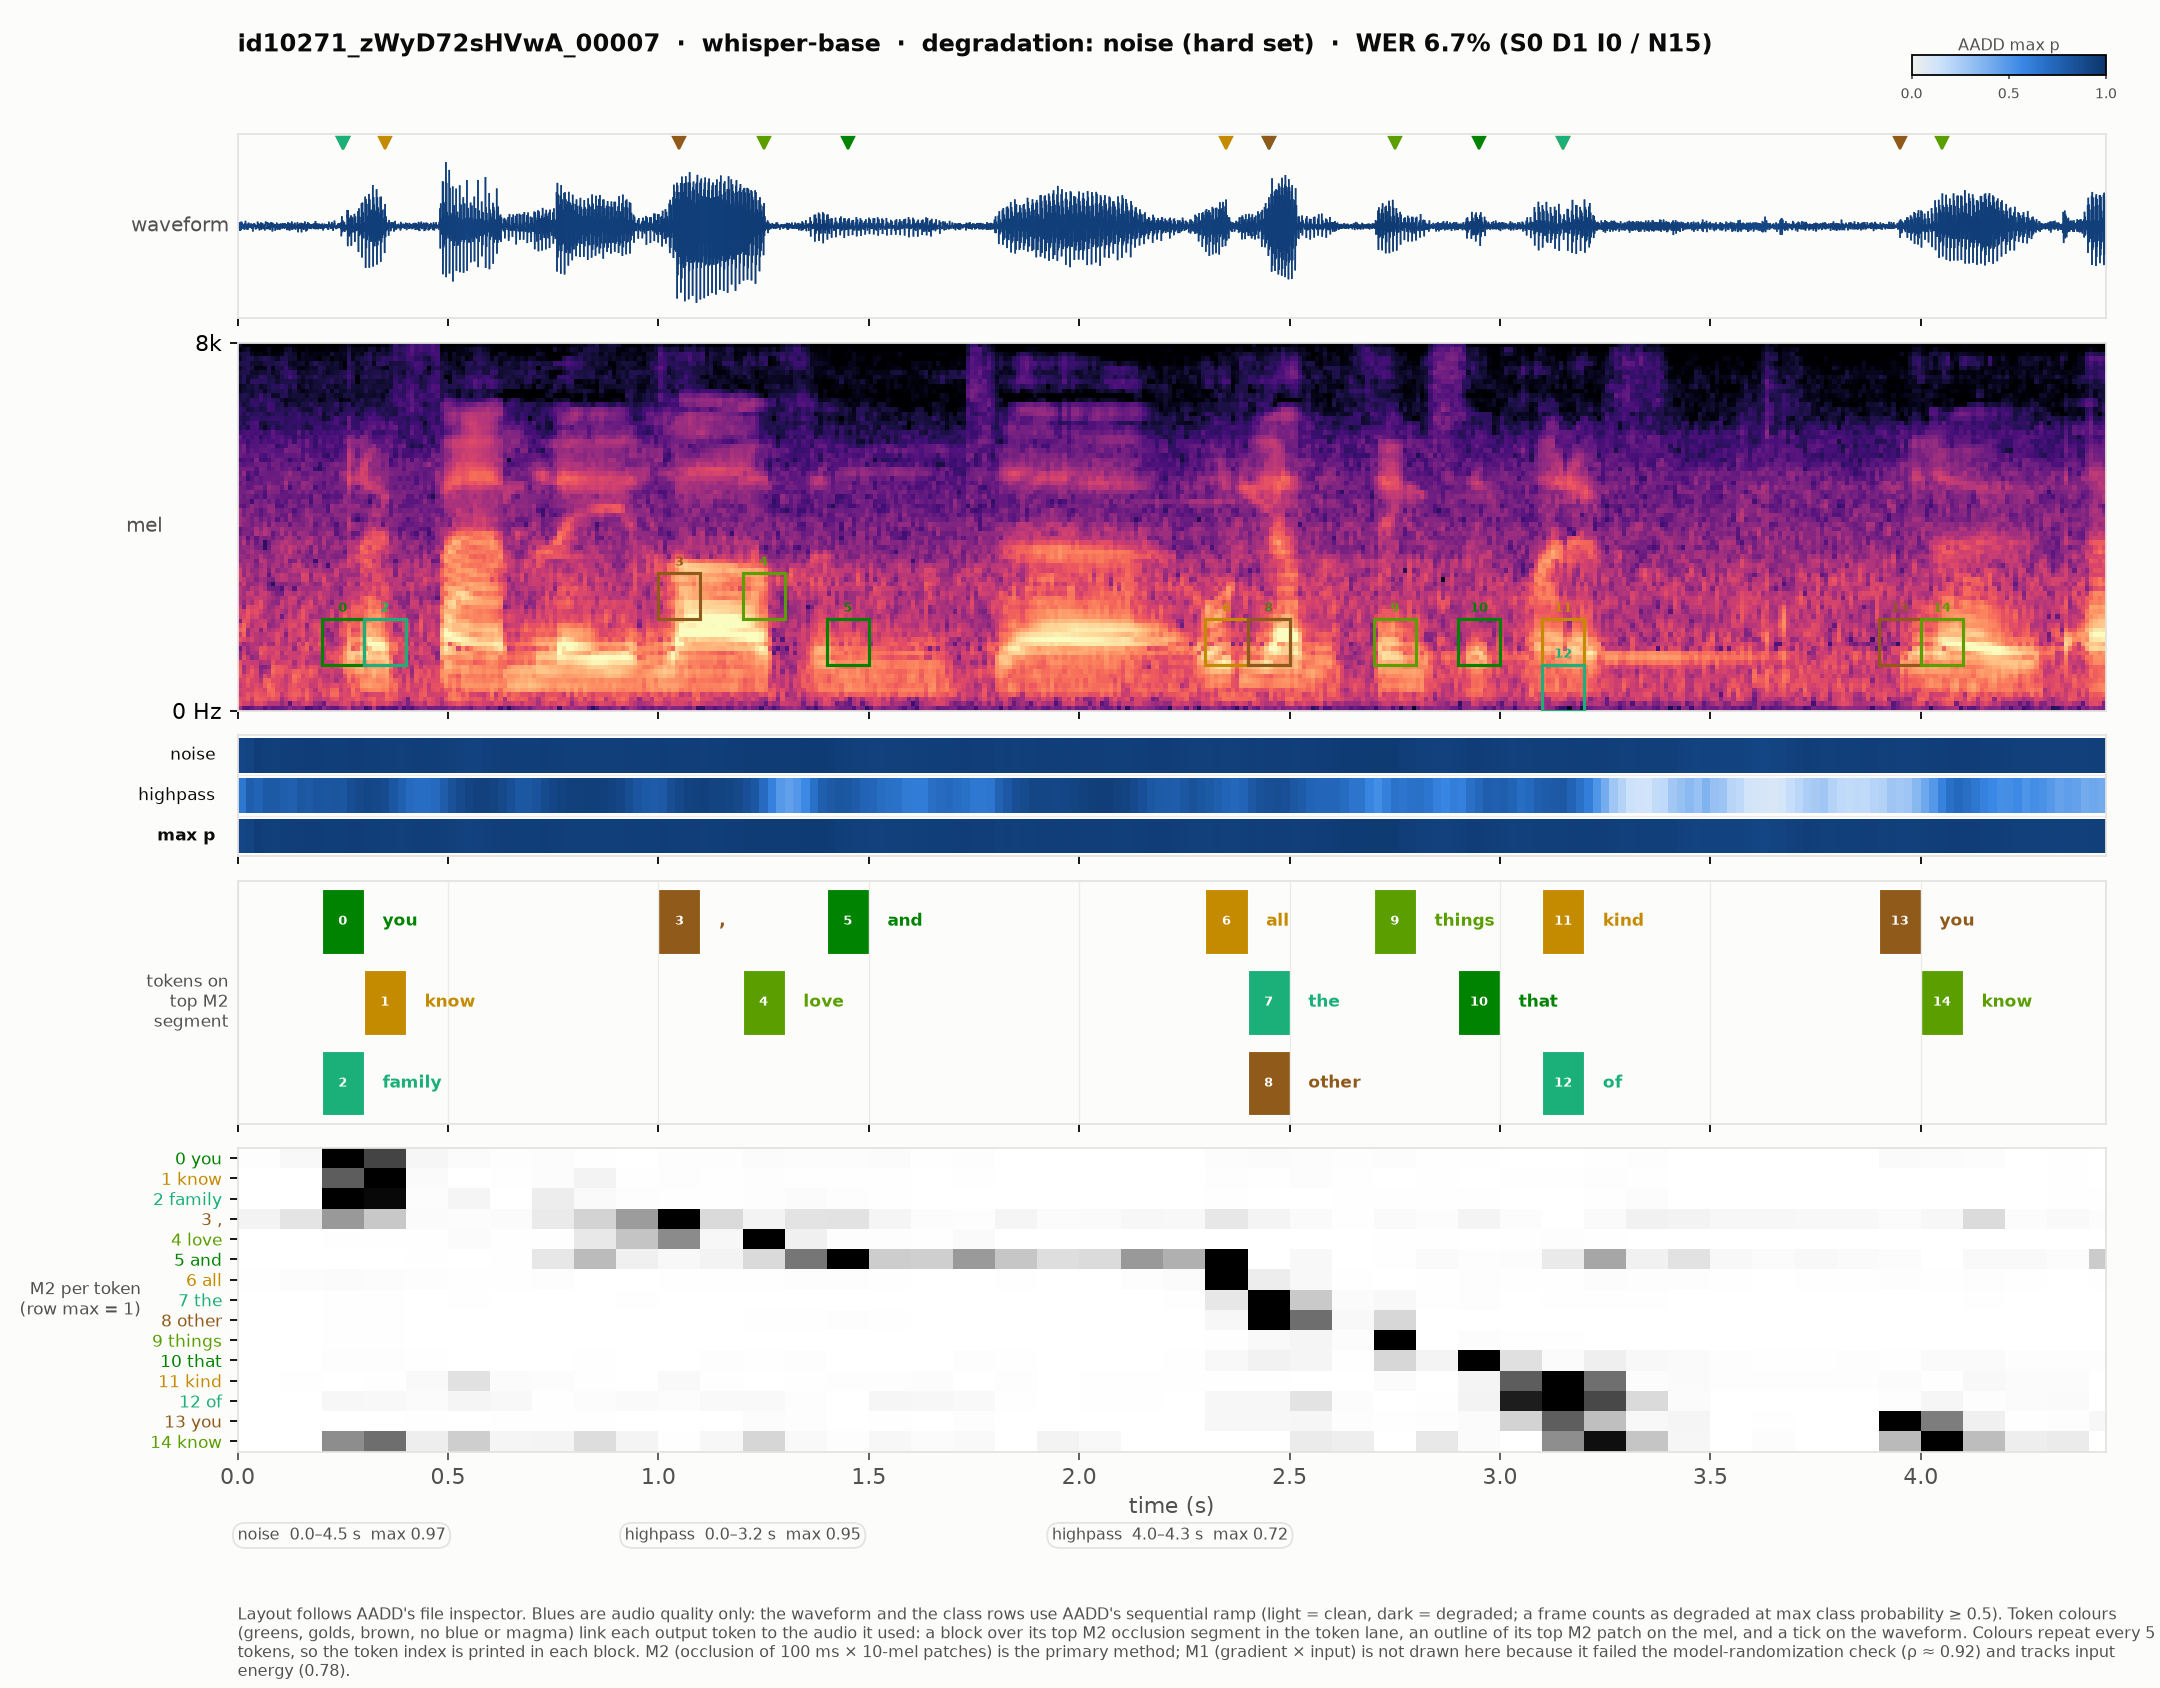 id10271_zWyD72sHVwA_00007 · whisper-base · degradation: noise (hard set) · WER 6.7% (S0 D1 I0 / N15)
AADD max p
0.0 0.5 1.0
waveform
8k
mel
0 Hz
0 2 3 4 5 6 8 9 10 11 12 13 14
noise
highpass
max p
tokens on
top M2
segment
0 you 3 , 5 and 6 all 9 things 11 kind 13 you
1 know 4 love 7 the 10 that 14 know
2 family 8 other 12 of
M2 per token
(row max = 1)
0 you
1 know
2 family
3 ,
4 love
5 and
6 all
7 the
8 other
9 things
10 that
11 kind
12 of
13 you
14 know
0.0 0.5 1.0 1.5 2.0 2.5 3.0 3.5 4.0
time (s)
noise 0.0–4.5 s max 0.97 highpass 0.0–3.2 s max 0.95 highpass 4.0–4.3 s max 0.72
Layout follows AADD's file inspector. Blues are audio quality only: the waveform and the class rows use AADD's sequential ramp (light = clean, dark = degraded; a frame counts as degraded at max class probability ≥ 0.5). Token colours
(greens, golds, brown, no blue or magma) link each output token to the audio it used: a block over its top M2 occlusion segment in the token lane, an outline of its top M2 patch on the mel, and a tick on the waveform. Colours repeat every 5
tokens, so the token index is printed in each block. M2 (occlusion of 100 ms × 10-mel patches) is the primary method; M1 (gradient × input) is not drawn here because it failed the model-randomization check (ρ ≈ 0.92) and tracks input
energy (0.78).